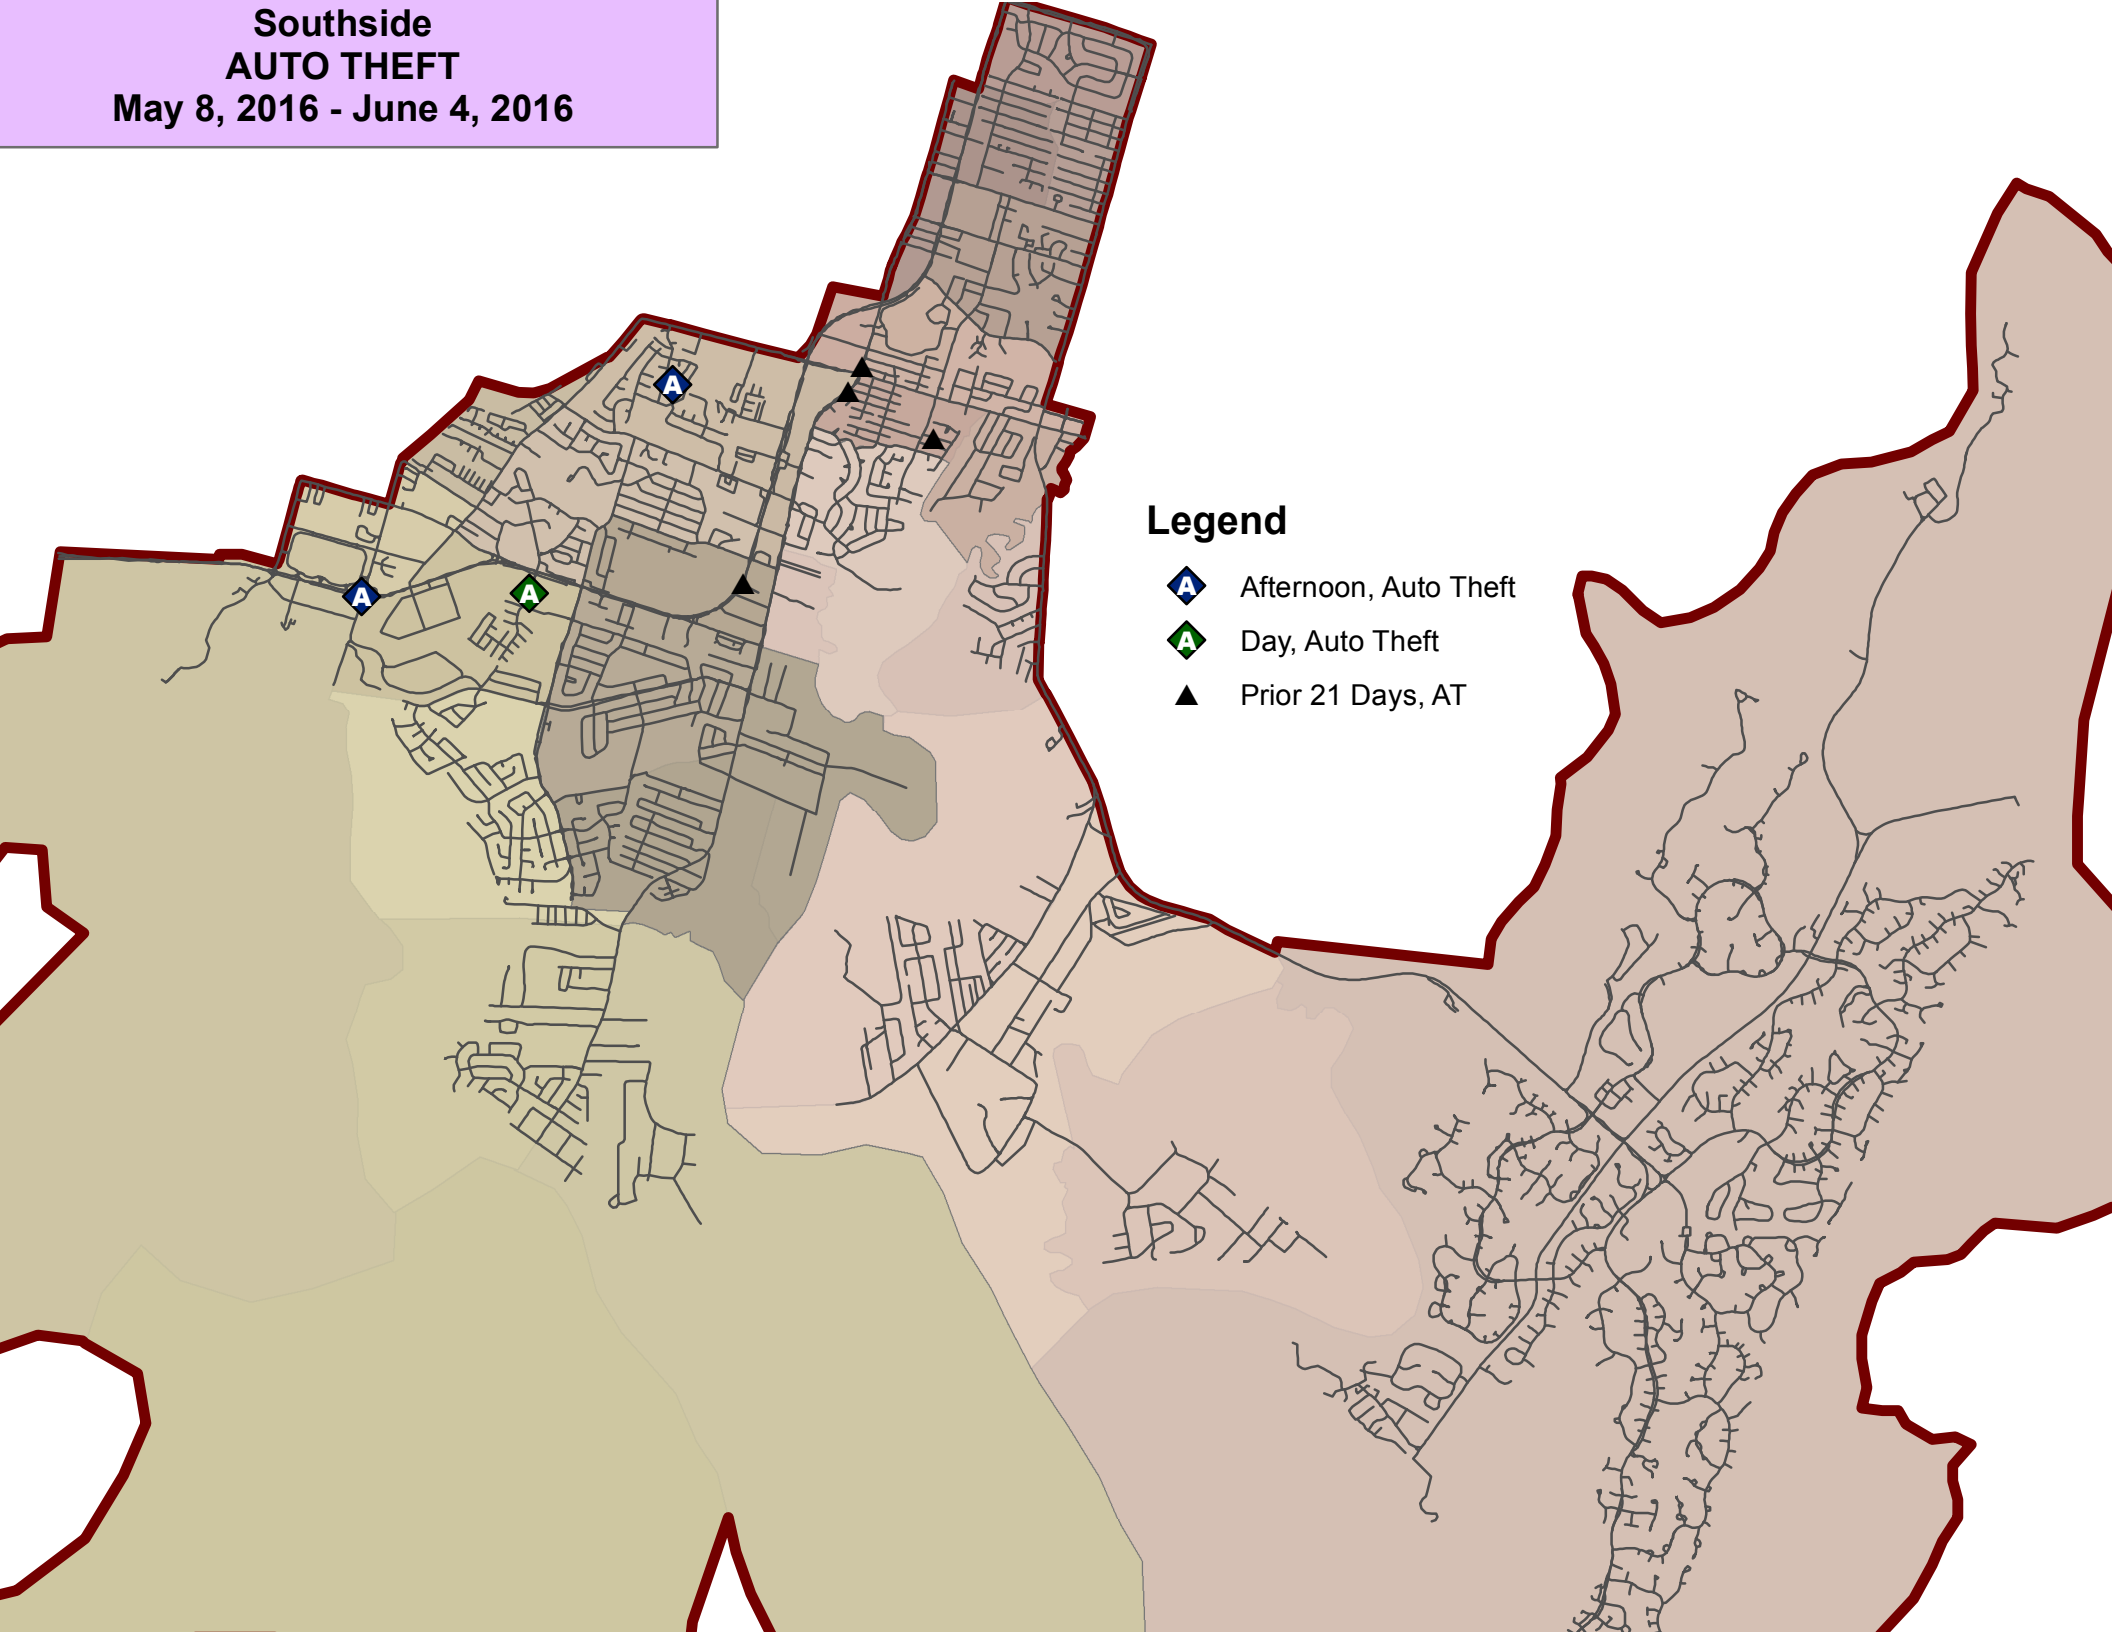 Southside
AUTO THEFT
May 8, 2016 - June 4, 2016
A
A
A
Legend
A Afternoon, Auto Theft
A Day, Auto Theft
Prior 21 Days, AT